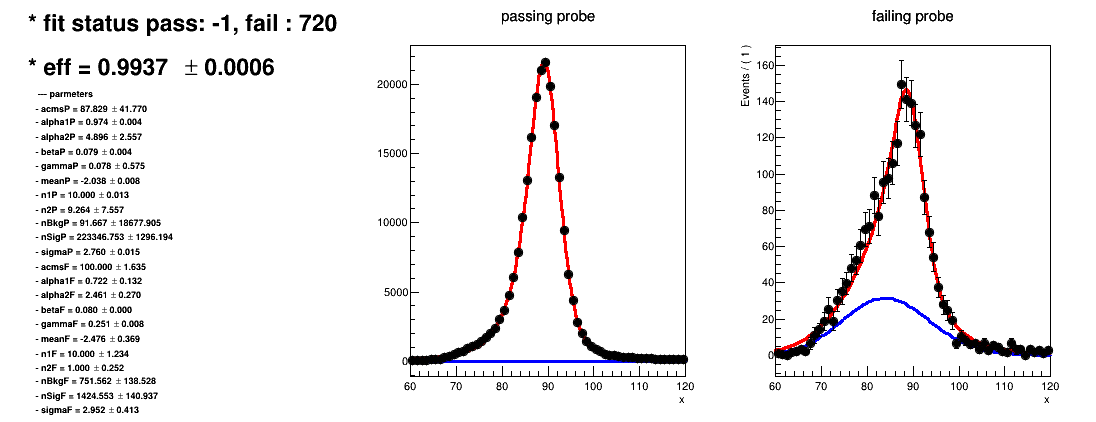 * fit status pass: -1, fail : 720
* eff = 0.9937 ± 0.0006
--- parmeters
- acmsP = 87.829 ± 41.770
- alpha1P = 0.974 ± 0.004
- alpha2P = 4.896 ± 2.557
- betaP = 0.079 ± 0.004
- gammaP = 0.078 ± 0.575
- meanP = -2.038 ± 0.008
- n1P = 10.000 ± 0.013
- n2P = 9.264 ± 7.557
- nBkgP = 91.667 ± 18677.905
- nSigP = 223346.753 ± 1296.194
- sigmaP = 2.760 ± 0.015
- acmsF = 100.000 ± 1.635
- alpha1F = 0.722 ± 0.132
- alpha2F = 2.461 ± 0.270
- betaF = 0.080 ± 0.000
- gammaF = 0.251 ± 0.008
- meanF = -2.476 ± 0.369
- n1F = 10.000 ± 1.234
- n2F = 1.000 ± 0.252
- nBkgF = 751.562 ± 138.528
- nSigF = 1424.553 ± 140.937
- sigmaF = 2.952 ± 0.413
passing probe
20000
15000
10000
5000
0
60 70 80 90 100 110 120
x
failing probe
Events / ( 1 )
160
140
120
100
80
60
40
20
0
60 70 80 90 100 110 120
x